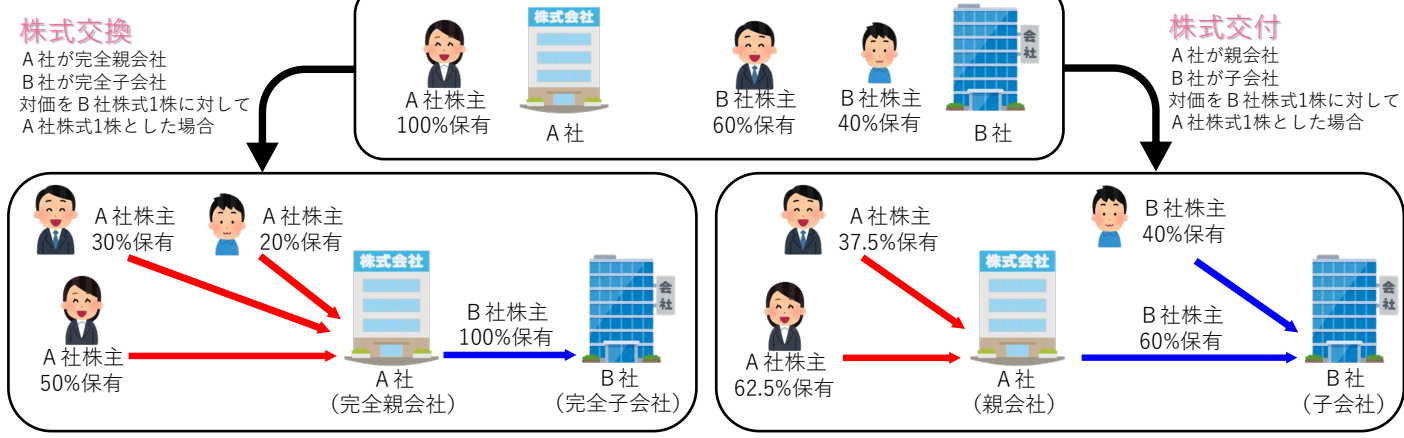 株式交換
A社が完全親会社
B社が完全子会社
対価をB社株式1株に対して
A社株式1株とした場合
A社株主
100%保有
株式会社
A社
B社株主
60%保有
B社株主
40%保有
会社
B社
株式交付
A社が親会社
B社が子会社
対価をB社株式1株に対して
A社株式1株とした場合
A社株主
30%保有
A社株主
20%保有
A社株主
50%保有
株式会社
A社
(完全親会社)
B社株主
100%保有
会社
B社
(完全子会社)
A社株主
37.5%保有
B社株主
40%保有
A社株主
62.5%保有
株式会社
A社
(親会社)
B社株主
60%保有
会社
B社
(子会社)